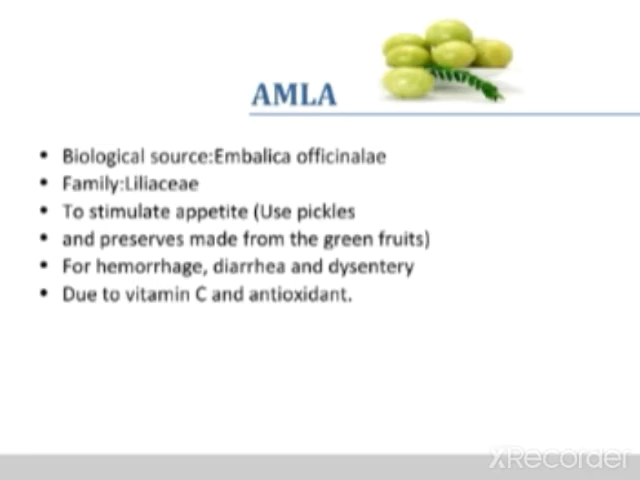 AMLA
• Biological source:Embalica officinalae
• Family:Liliaceae
• To stimulate appetite (Use pickles
• and preserves made from the green fruits)
• For hemorrhage, diarrhea and dysentery
• Due to vitamin C and antioxidant.
XRecorder